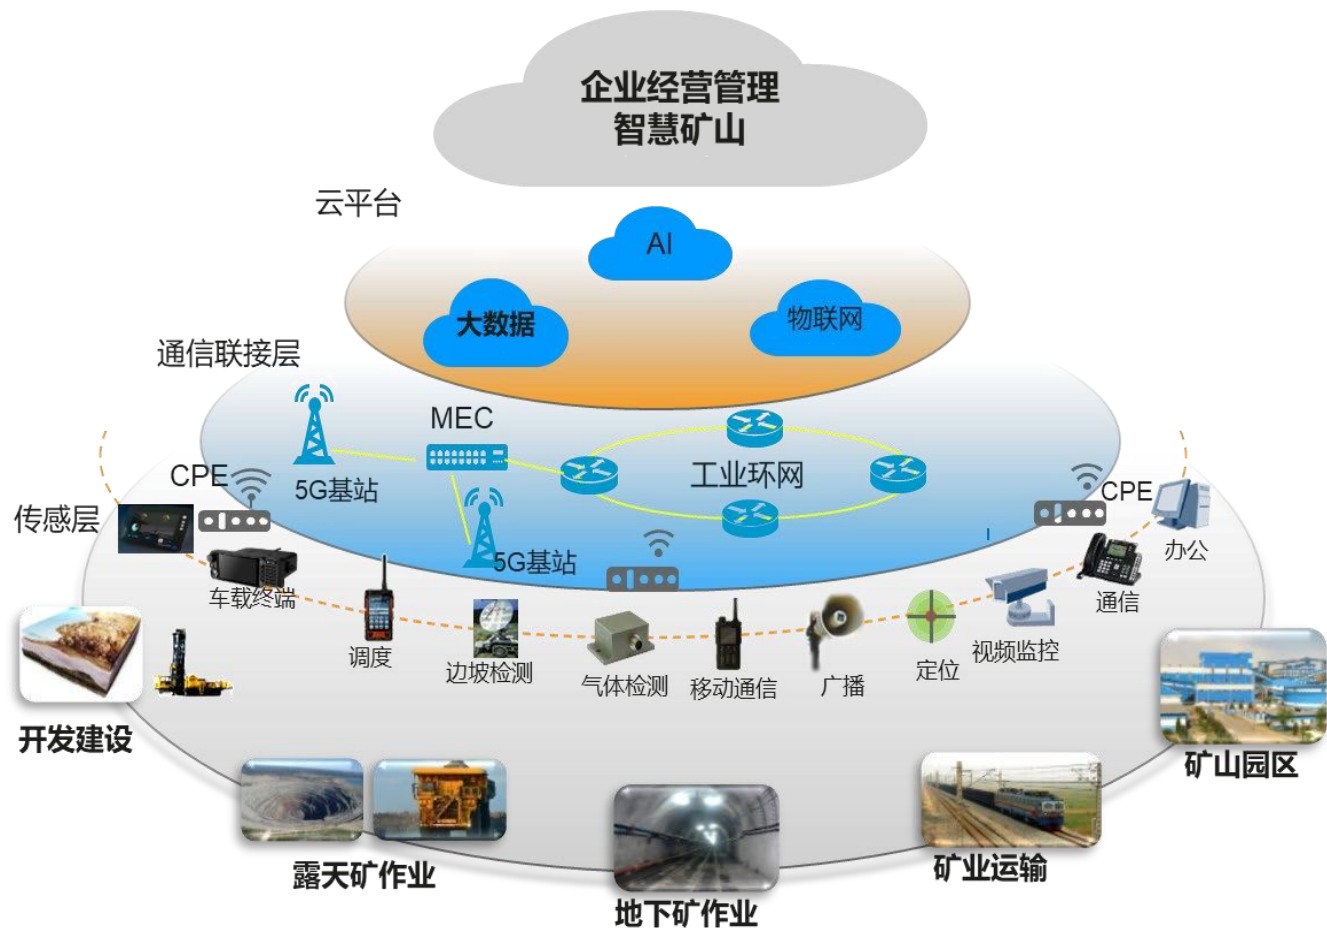 企业经营管理
智慧矿山
云平台
AI
大数据
物联网
通信联接层
MEC
CPE
5G基站
工业环网
CPE
传感层
5G基站
办公
车载终端
通信
调度
边坡检测
气体检测
移动通信
广播
定位
视频监控
开发建设
矿山园区
露天矿作业
地下矿作业
矿业运输